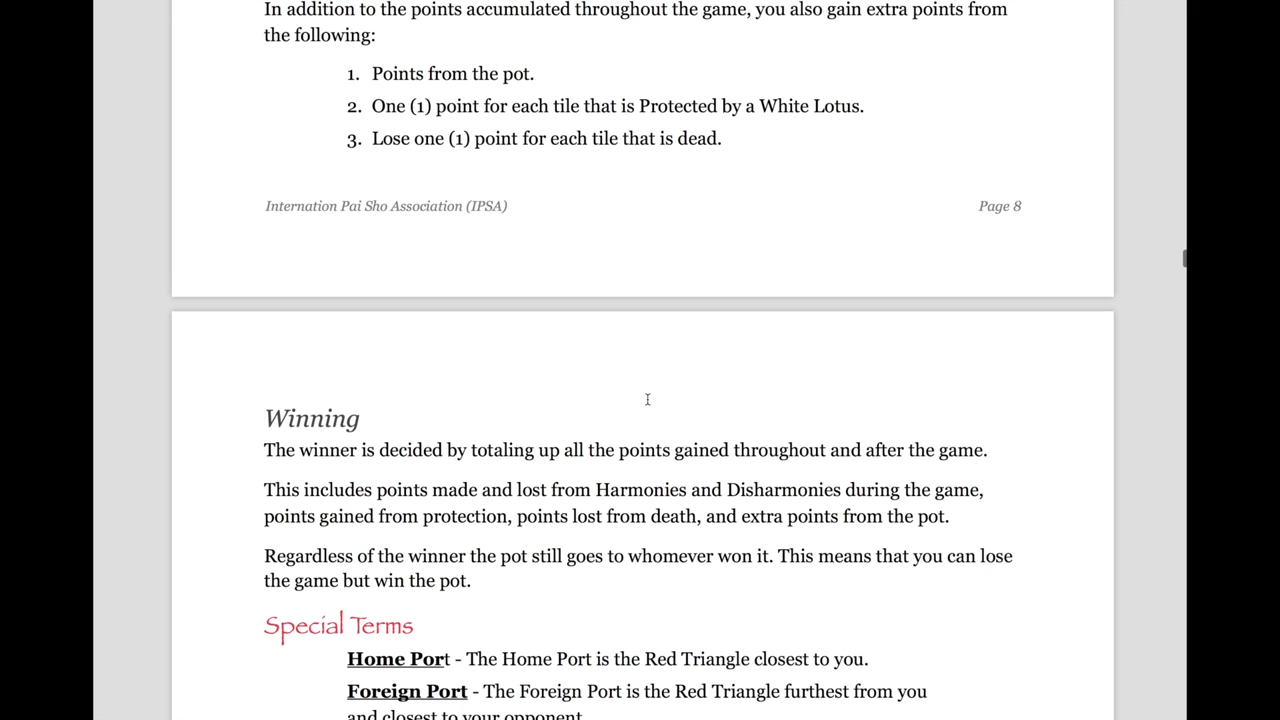 In addition to the points accumulated throughout the game, you also gain extra points from
the following:
1. Points from the pot.
2. One (1) point for each tile that is Protected by a White Lotus.
3. Lose one (1) point for each tile that is dead.
Internation Pai Sho Association (IPSA) Page 8
Winning
The winner is decided by totaling up all the points gained throughout and after the game.
This includes points made and lost from Harmonies and Disharmonies during the game,
points gained from protection, points lost from death, and extra points from the pot.
Regardless of the winner the pot still goes to whomever won it. This means that you can lose
the game but win the pot.
Special Terms
Home Port - The Home Port is the Red Triangle closest to you.
Foreign Port - The Foreign Port is the Red Triangle furthest from you
and closest to your opponent